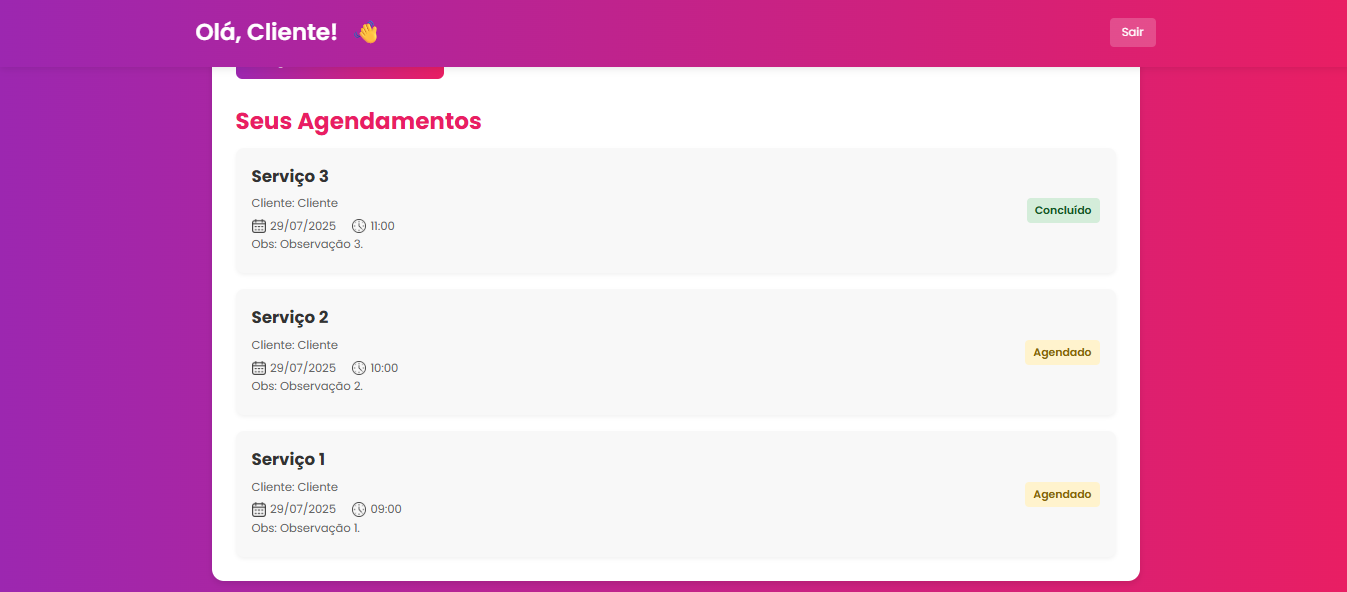 Olá, Cliente! 👋
Sair
Seus Agendamentos
Serviço 3
Cliente: Cliente
29/07/2025 11:00
Obs: Observação 3.
Concluído
Serviço 2
Cliente: Cliente
29/07/2025 10:00
Obs: Observação 2.
Agendado
Serviço 1
Cliente: Cliente
29/07/2025 09:00
Obs: Observação 1.
Agendado